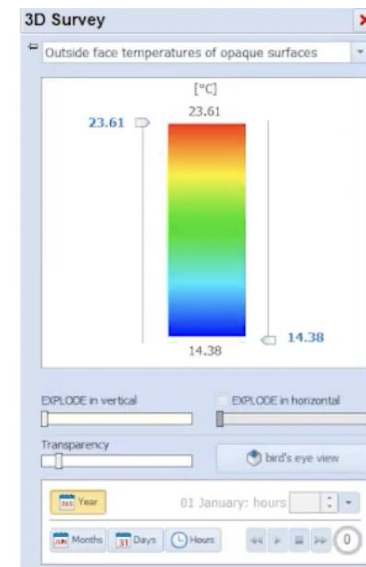 3D Survey
Outside face temperatures of opaque surfaces
[°C]
23.61
23.61
14.38
14.38
EXPLODE in vertical
EXPLODE in horizontal
Transparency
bird's eye view
Year
01 January: hours
Months
31 Days
Hours
0